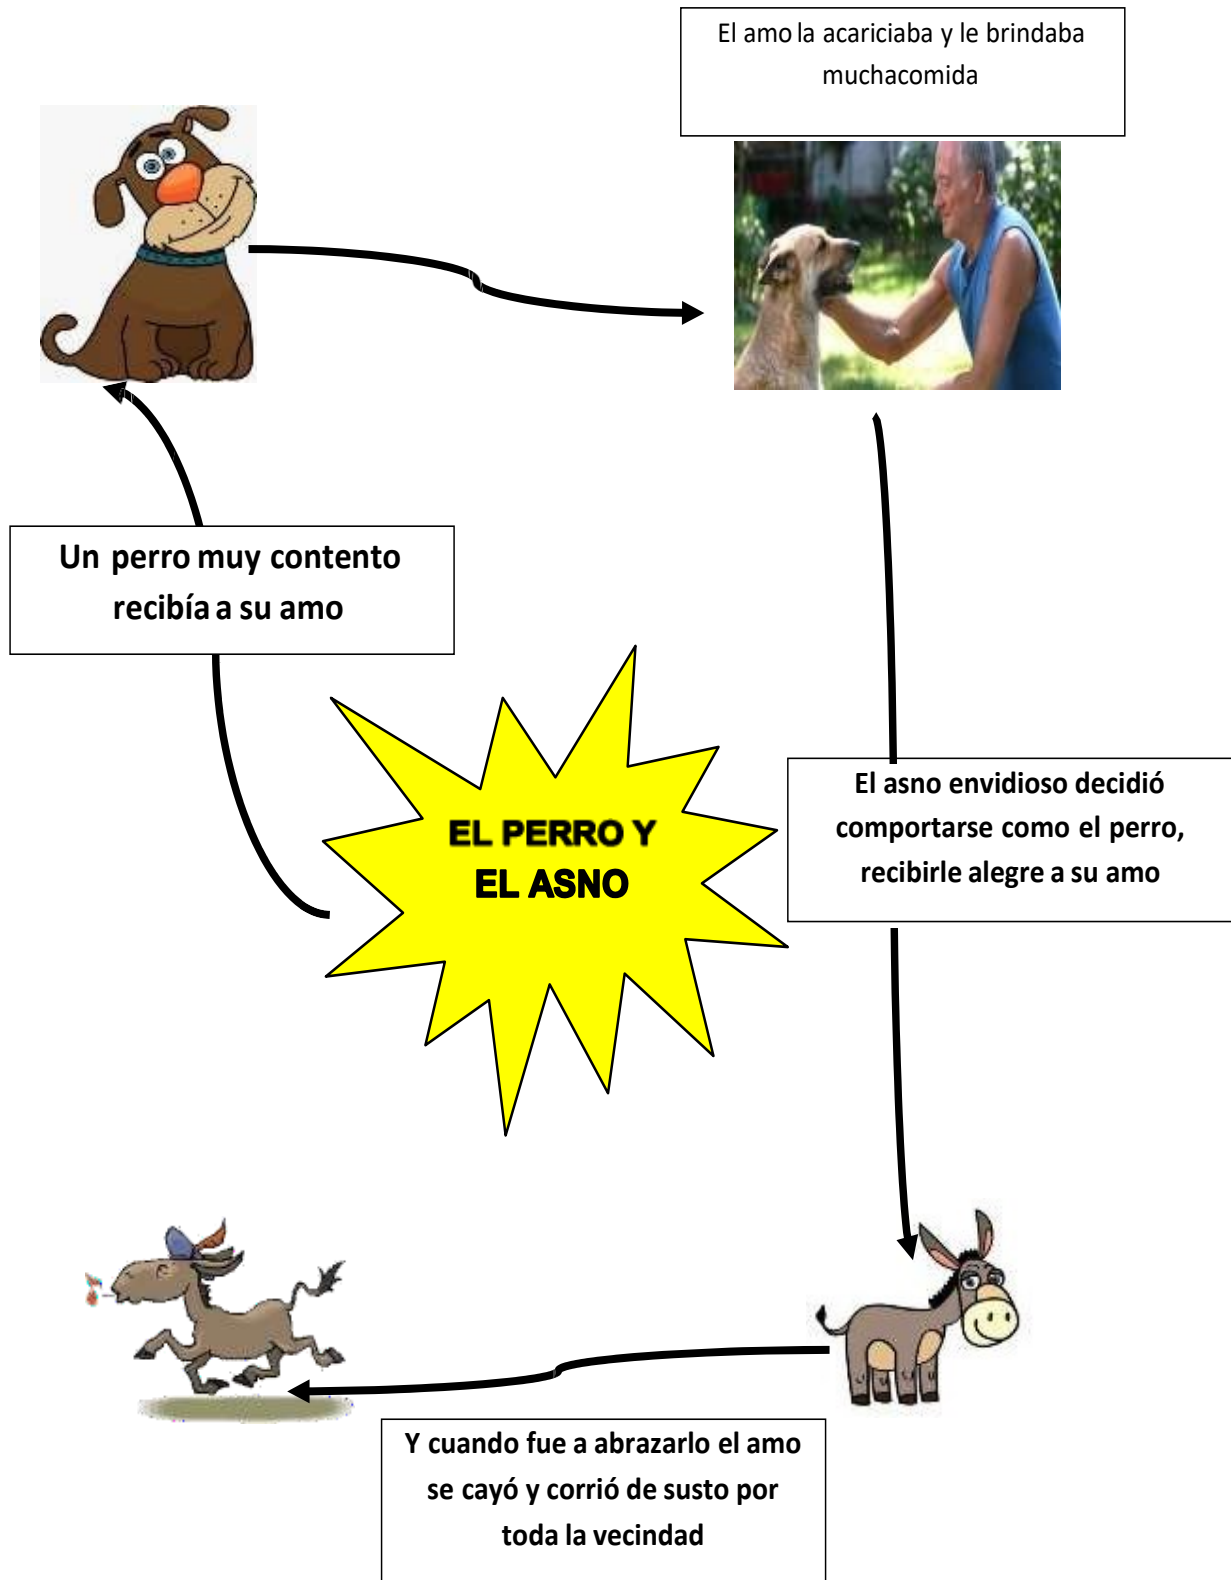 El amo la acariciaba y le brindaba
muchacomida
Un perro muy contento
recibía a su amo
EL PERRO Y
EL ASNO
El asno envidioso decidió
comportarse como el perro,
recibirle alegre a su amo
Y cuando fue a abrazarlo el amo
se cayó y corrió de susto por
toda la vecindad